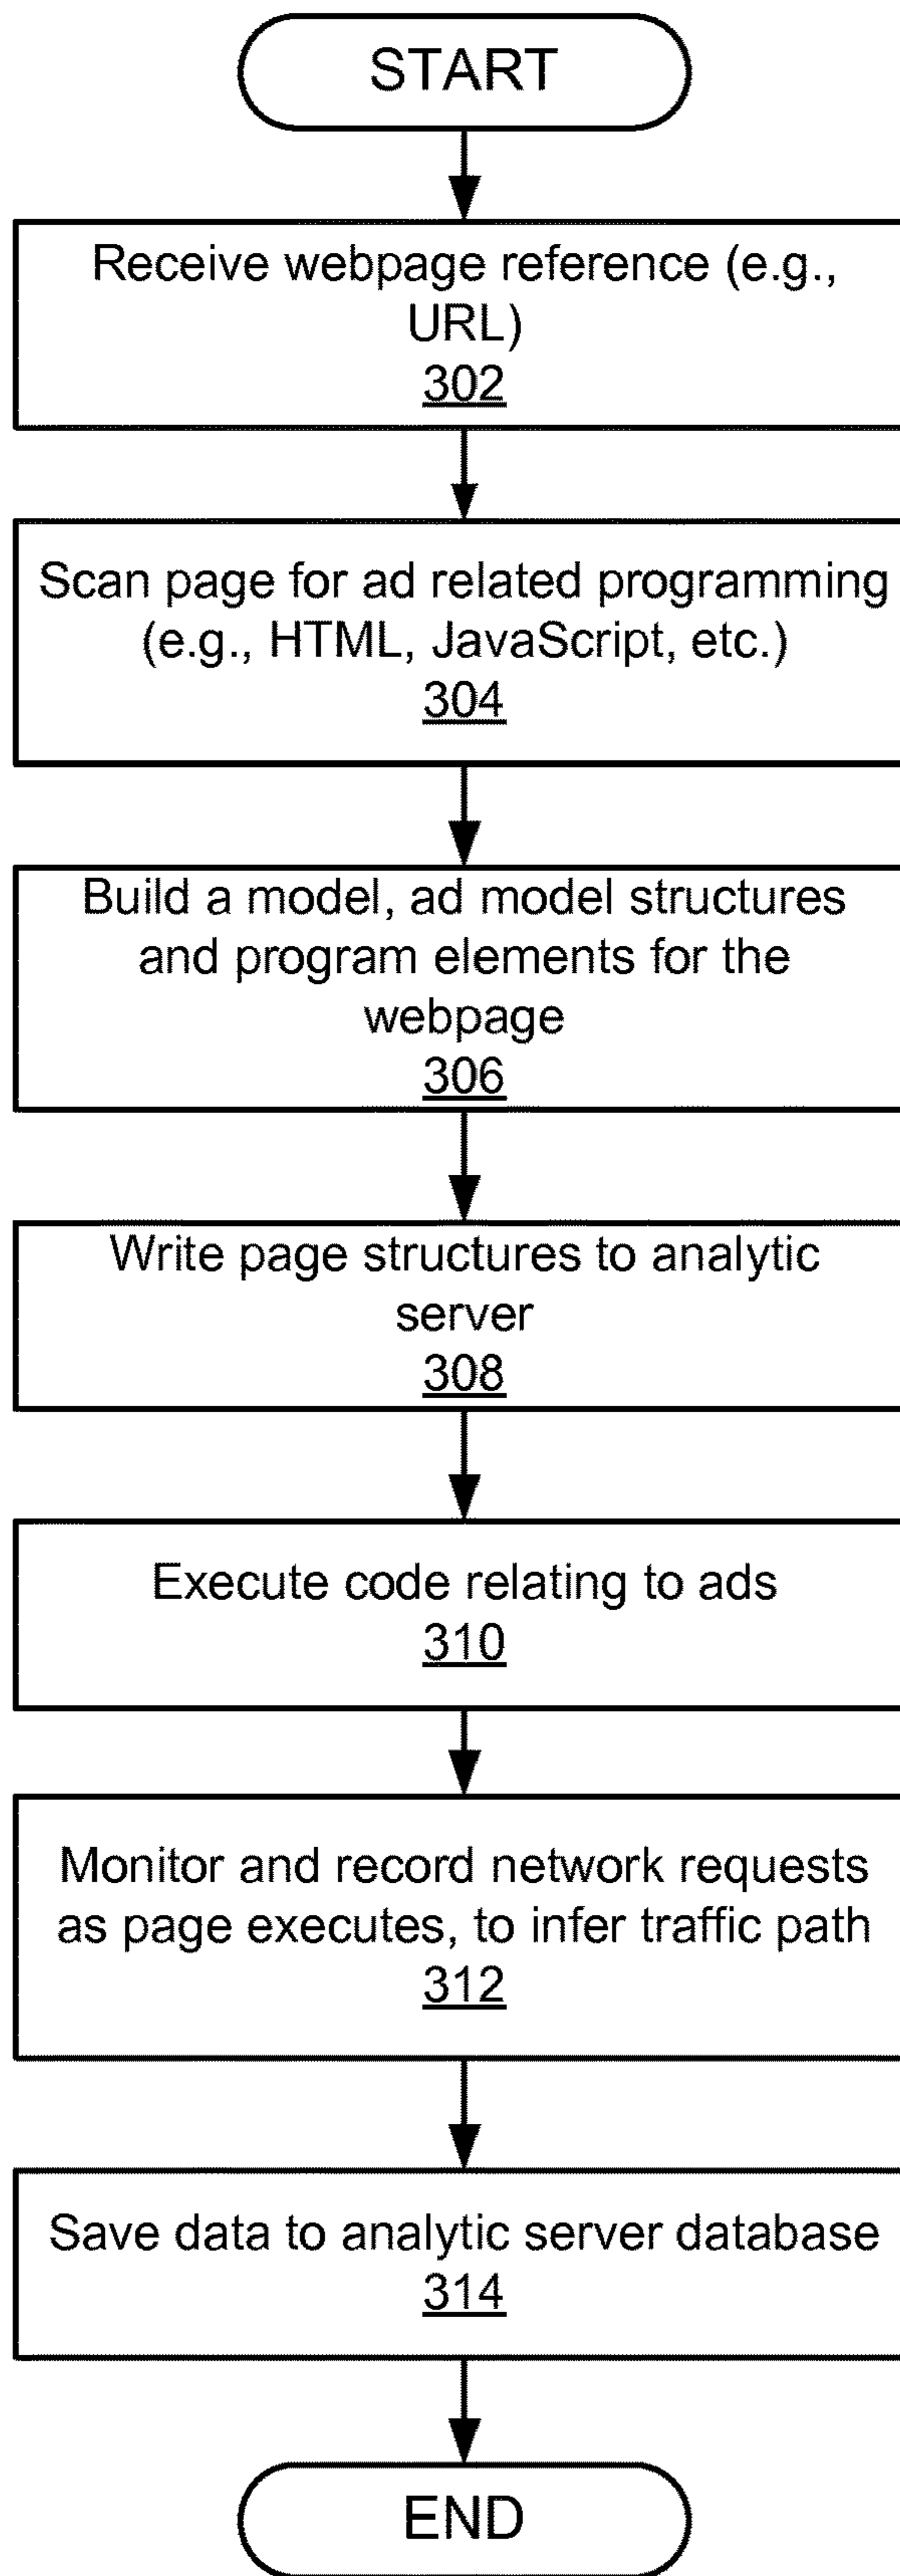 START
Receive webpage reference (e.g.,
URL)
302
Scan page for ad related programming
(e.g., HTML, JavaScript, etc.)
304
Build a model, ad model structures
and program elements for the
webpage
306
Write page structures to analytic
server
308
Execute code relating to ads
310
Monitor and record network requests
as page executes, to infer traffic path
312
Save data to analytic server database
314
END